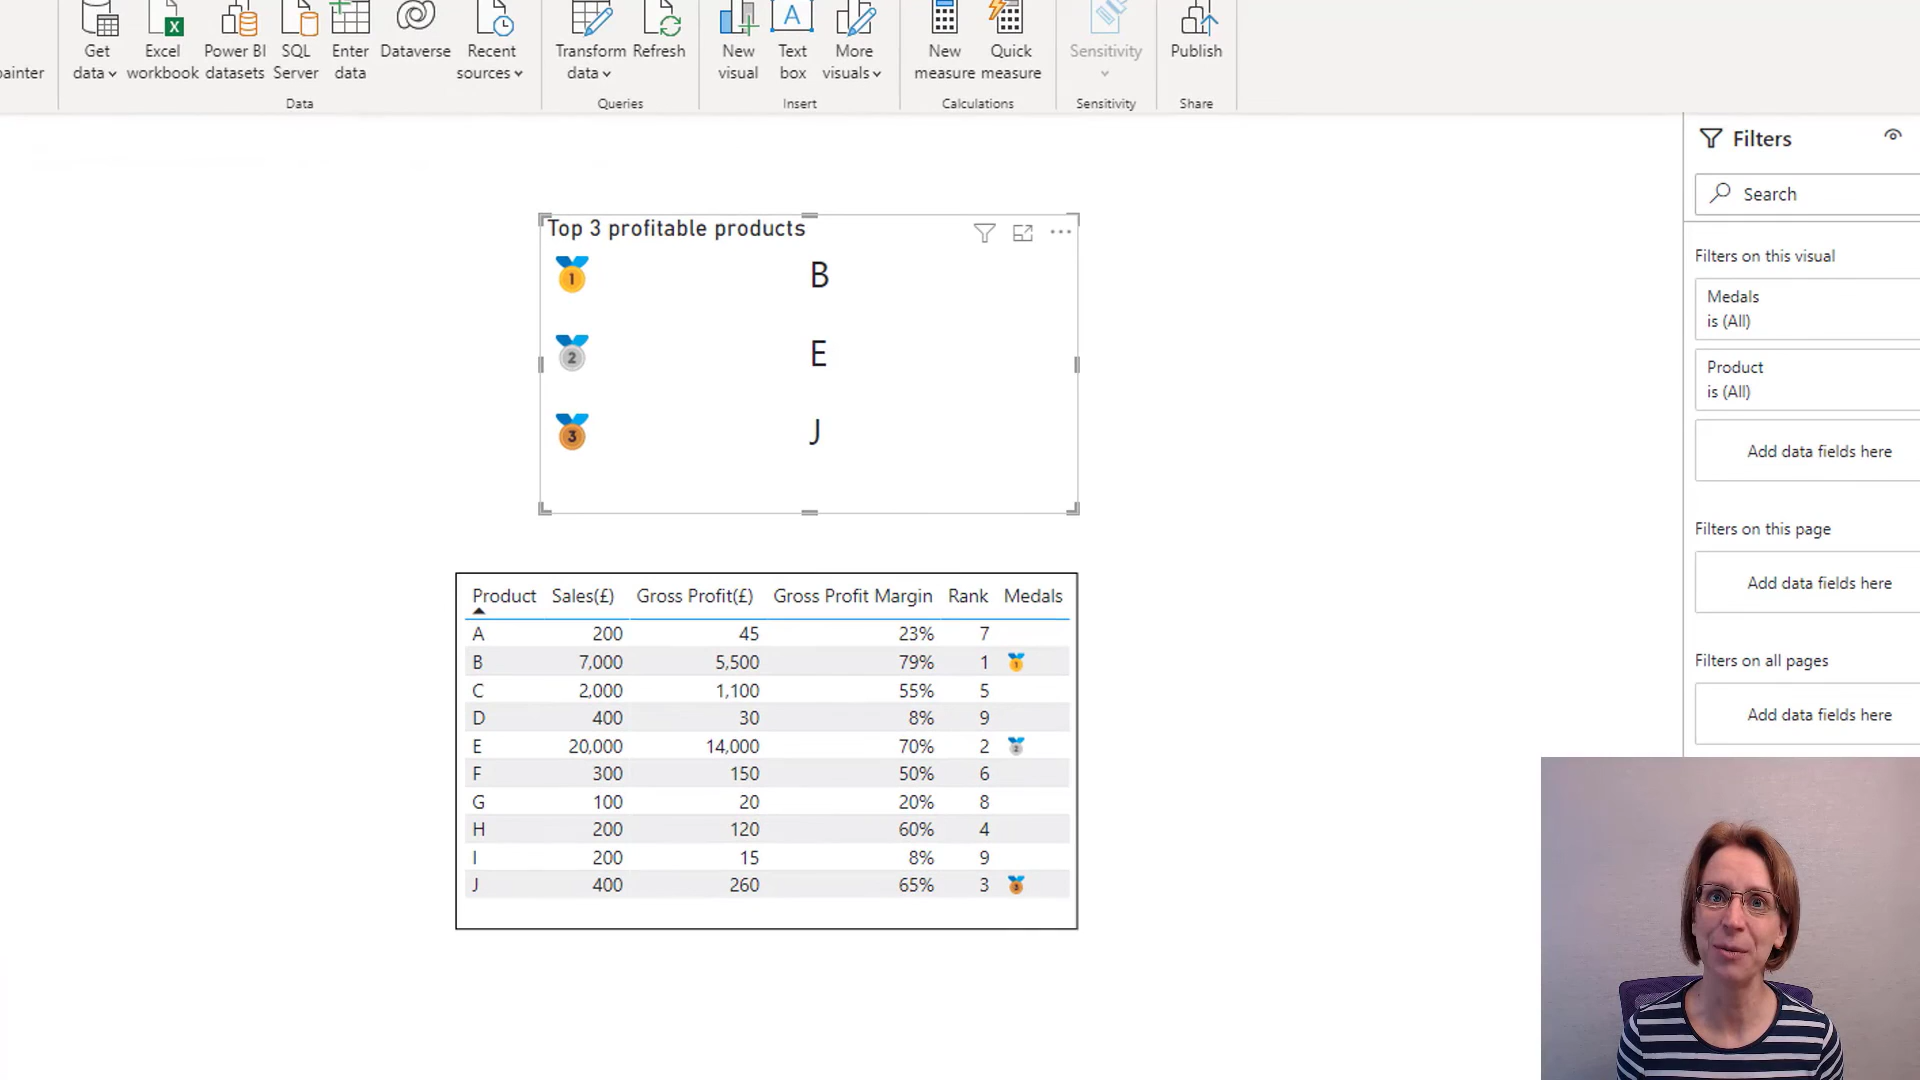 Get data
Excel workbook
Power BI datasets
SQL Server
Enter data
Dataverse
Recent sources
Transform data
Refresh
New visual
A
Text box
More visuals
New measure
Quick measure
Sensitivity
Publish
ainter
Data
Queries
Insert
Calculations
Sensitivity
Share
Filters
Search
Top 3 profitable products
1 B
2 E
3 J
Filters on this visual
Medals
is (All)
Product
is (All)
Add data fields here
Filters on this page
Add data fields here
Filters on all pages
Add data fields here
Product Sales(£) Gross Profit(£) Gross Profit Margin Rank Medals
A 200 45 23% 7
B 7,000 5,500 79% 1 1
C 2,000 1,100 55% 5
D 400 30 8% 9
E 20,000 14,000 70% 2 2
F 300 150 50% 6
G 100 20 20% 8
H 200 120 60% 4
I 200 15 8% 9
J 400 260 65% 3 3